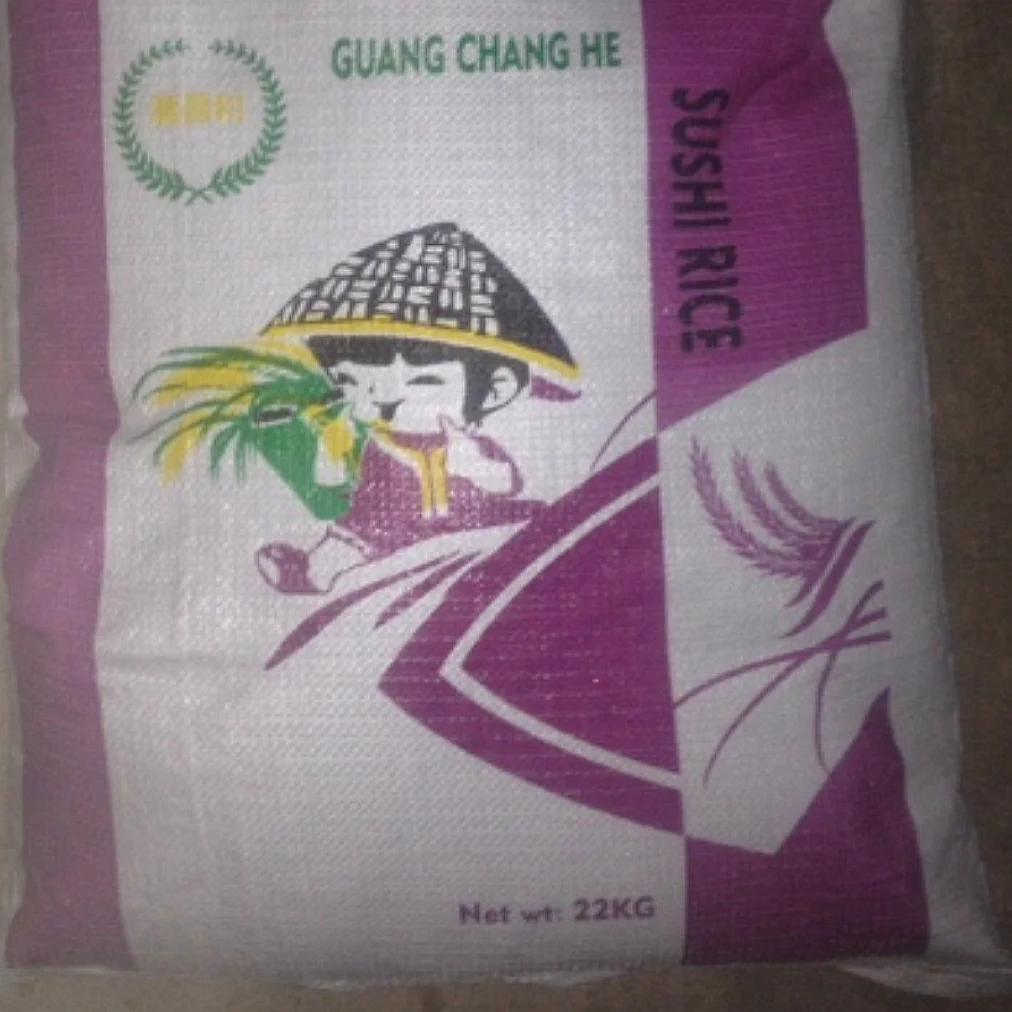 GUANG CHANG HE
SUSHI RICE
Net wt: 22KG